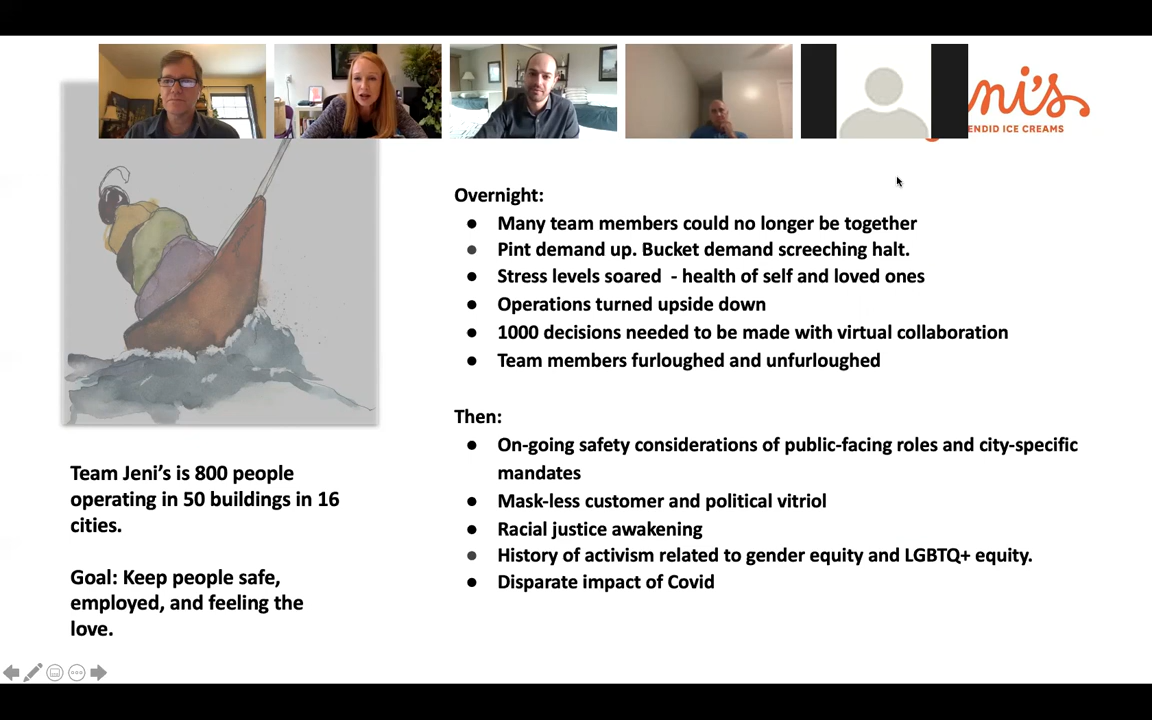 ni's
ENDID ICE CREAMS
Overnight:
● Many team members could no longer be together
● Pint demand up. Bucket demand screeching halt.
● Stress levels soared - health of self and loved ones
● Operations turned upside down
● 1000 decisions needed to be made with virtual collaboration
● Team members furloughed and unfurloughed
Then:
● On-going safety considerations of public-facing roles and city-specific
mandates
● Mask-less customer and political vitriol
● Racial justice awakening
● History of activism related to gender equity and LGBTQ+ equity.
● Disparate impact of Covid
Team Jeni's is 800 people
operating in 50 buildings in 16
cities.
Goal: Keep people safe,
employed, and feeling the
love.